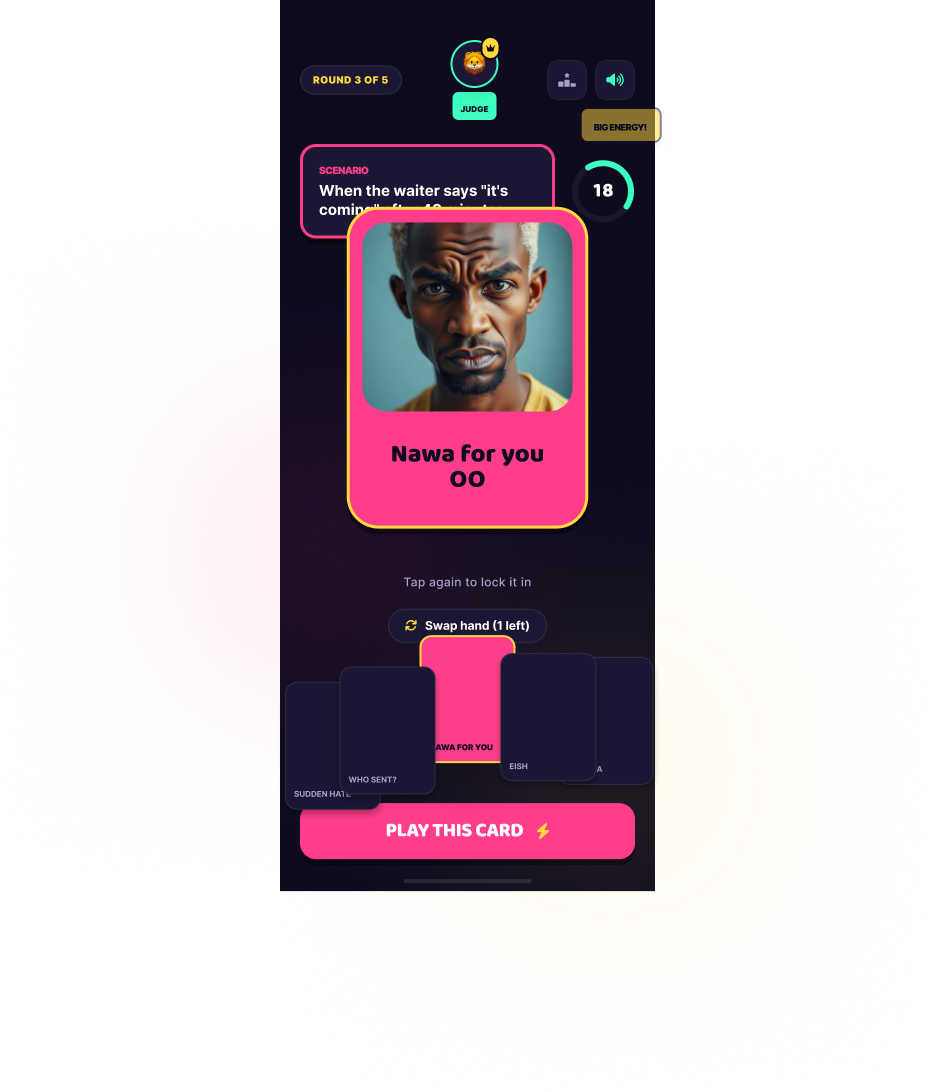 ROUND 3 OF 5
JUDGE
BIG ENERGY!
SCENARIO
When the waiter says "it's
coming"
18
Nawa for you
OO
Tap again to lock it in
Swap hand (1 left)
AWA FOR YOU
EISH
A
WHO SENT?
SUDDEN HATE
PLAY THIS CARD